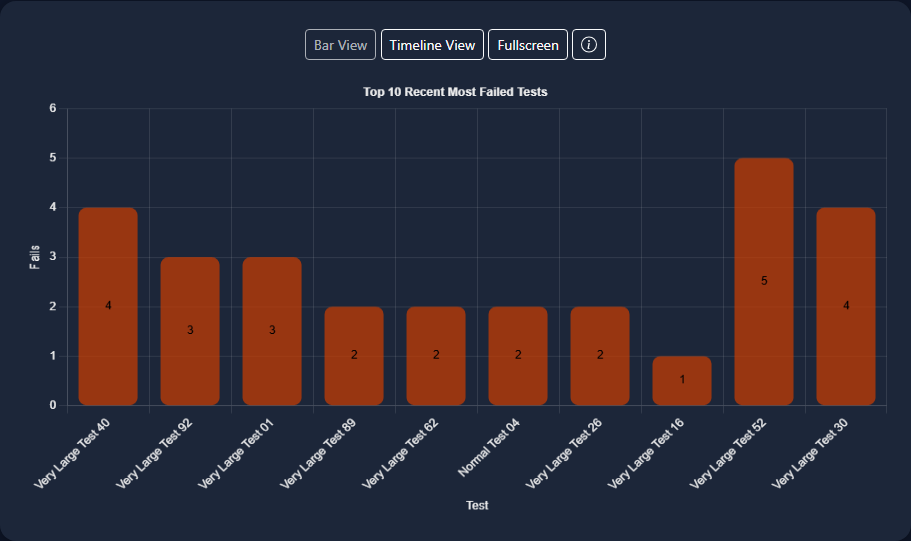 Bar View Timeline View Fullscreen
Top 10 Recent Most Failed Tests
6
5
4
3
2
1
0
Fails
4 3 3 2 2 2 2 1 5 4
Very Large Test 40
Very Large Test 92
Very Large Test 01
Very Large Test 89
Very Large Test 62
Normal Test 04
Very Large Test 26
Very Large Test 16
Very Large Test 52
Very Large Test 30
Test